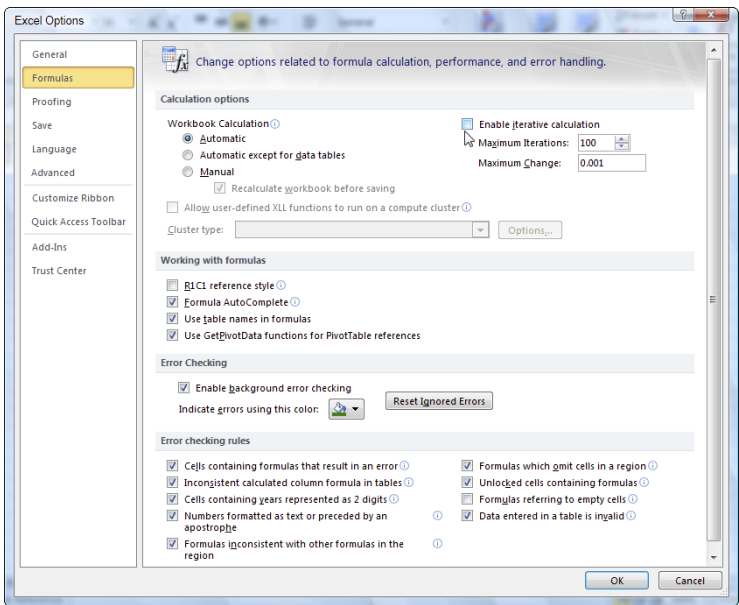 Excel Options
General
Formulas
Proofing
Save
Language
Advanced
Customize Ribbon
Quick Access Toolbar
Add-Ins
Trust Center
Change options related to formula calculation, performance, and error handling.
Calculation options
Workbook Calculation
Automatic
Automatic except for data tables
Manual
Recalculate workbook before saving
Enable iterative calculation
Maximum Iterations: 100
Maximum Change: 0.001
Allow user-defined XLL functions to run on a compute cluster
Cluster type: Options...
Working with formulas
R1C1 reference style
Formula AutoComplete
Use table names in formulas
Use GetPivotData functions for PivotTable references
Error Checking
Enable background error checking
Indicate errors using this color: Reset Ignored Errors
Error checking rules
Cells containing formulas that result in an error
Inconsistent calculated column formula in tables
Cells containing years represented as 2 digits
Numbers formatted as text or preceded by an
apostrophe
Formulas inconsistent with other formulas in the
region
Formulas which omit cells in a region
Unlocked cells containing formulas
Formulas referring to empty cells
Data entered in a table is invalid
OK Cancel